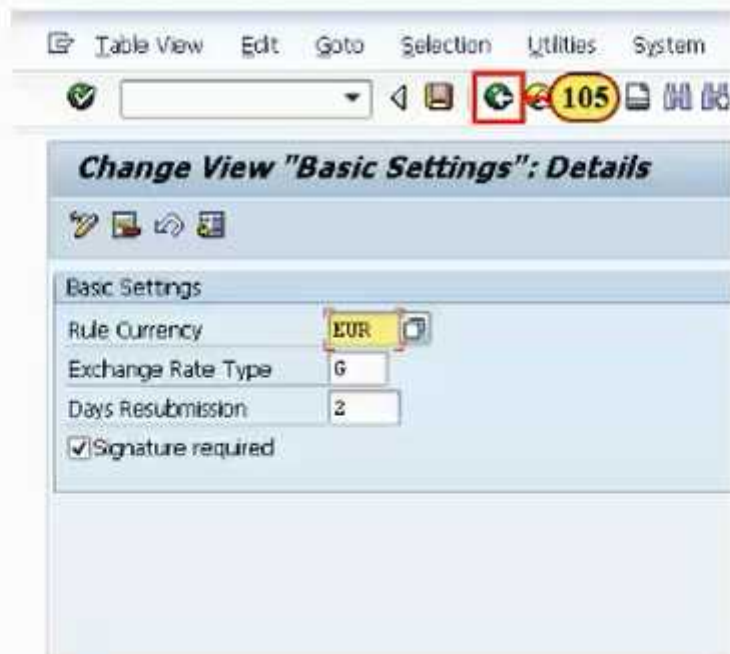 Table View Edit Goto Selection Utilities System
105
Change View "Basic Settings": Details
Basic Settings
Rule Currency EUR
Exchange Rate Type G
Days Resubmission 2
Signature required